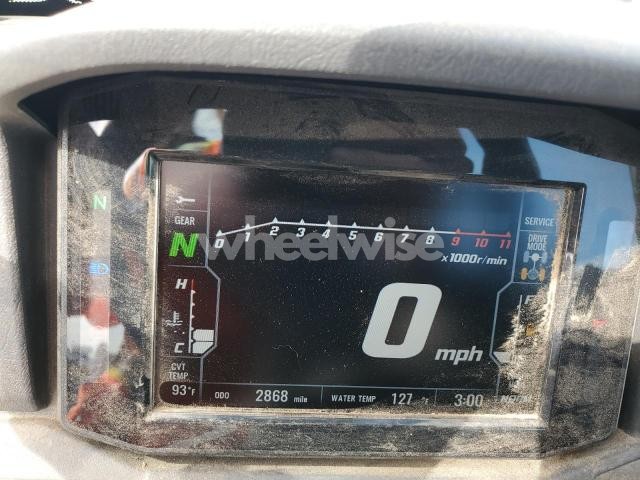 N
GEAR
N
SERVICE
DRIVE
MODE
0 1 2 3 4 5 6 7 8 9 10 11
x1000r/min
wheelwise
H
C
0 mph
CVT
TEMP
93°F
ODO 2868 mile
WATER TEMP 127 °F
3:00